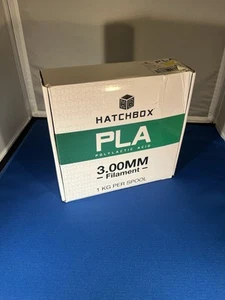 HATCHBOX
PLA
POLYLACTIC ACID
3.00MM
– Filament –
1 KG PER SPOOL